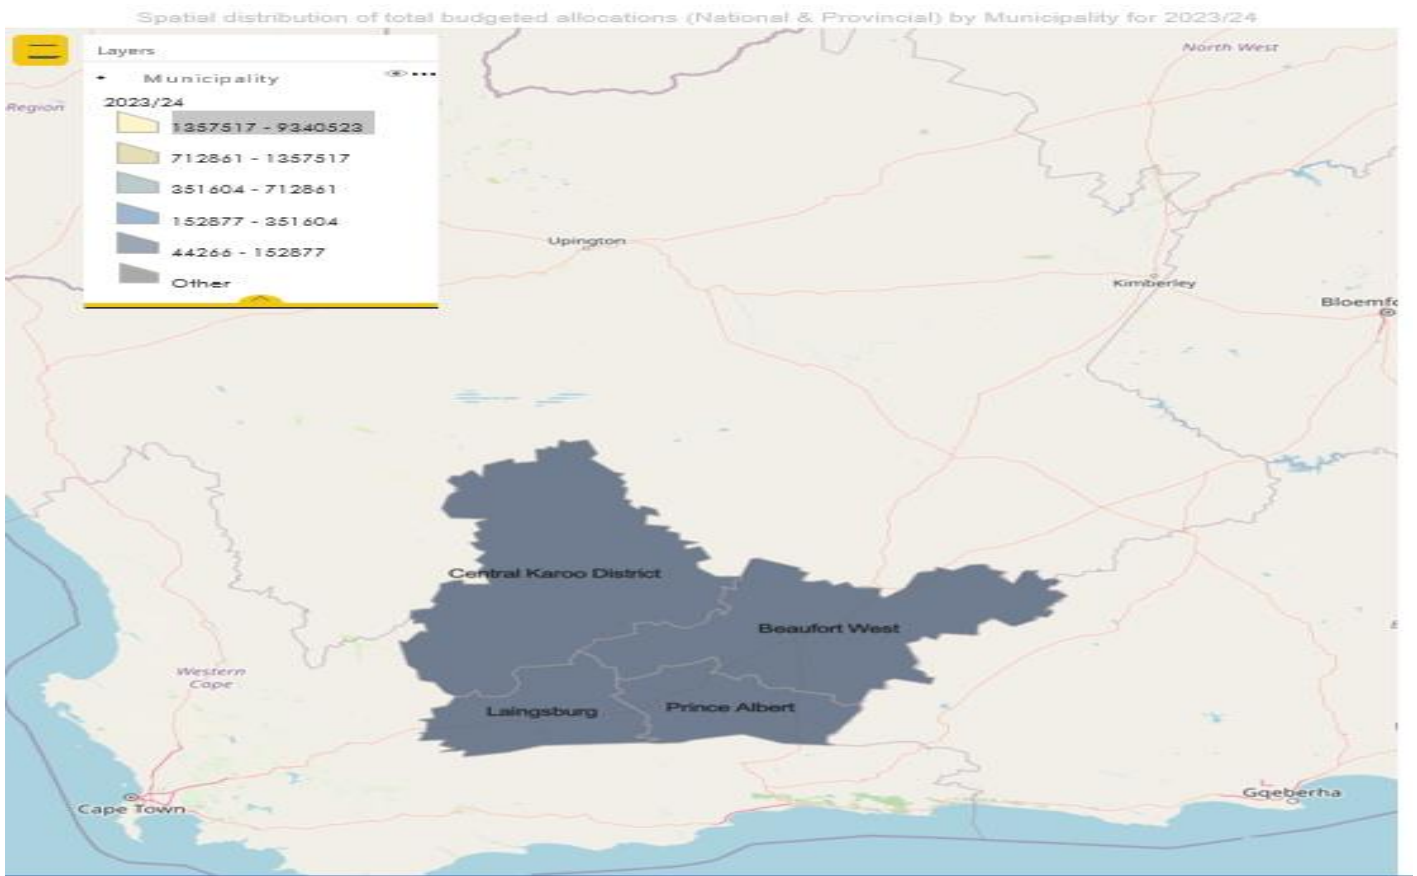 Spatial distribution of total budgeted allocations (National & Provincial) by Municipality for 2023/24
Layers
Municipality
2023/24
1357517 - 9340523
712861 - 1357517
351604 - 712861
152877 - 351604
44266 - 152877
Other
North West
Region
Upington
Kimberley
Bloemfo
Central Karoo District
Beaufort West
Western
Cape
Laingsburg
Prince Albert
Cape Town
Gqeberha